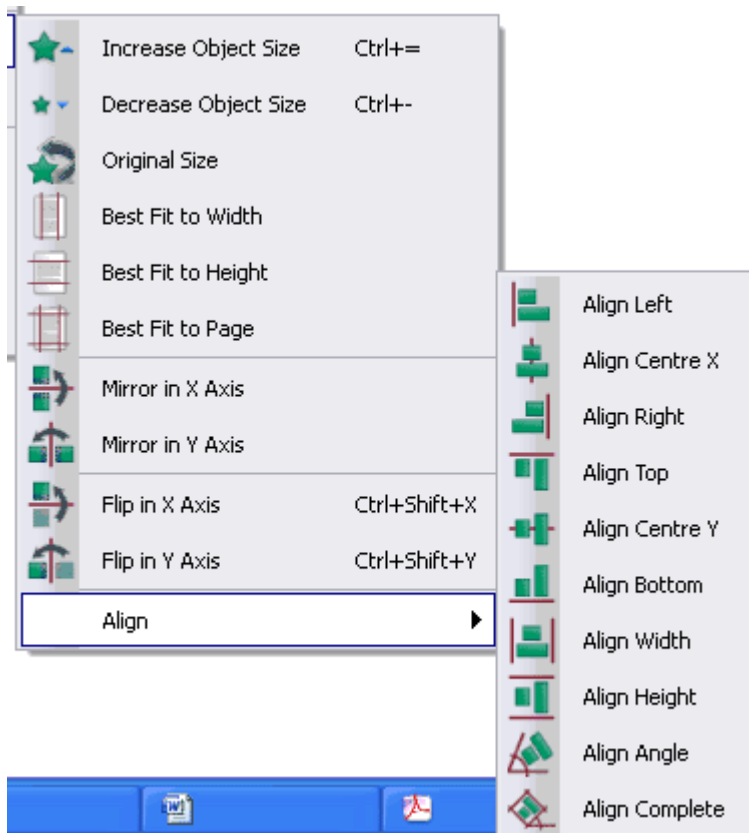 Increase Object Size Ctrl+=
Decrease Object Size Ctrl+-
Original Size
Best Fit to Width
Best Fit to Height
Best Fit to Page
Mirror in X Axis
Mirror in Y Axis
Flip in X Axis Ctrl+Shift+X
Flip in Y Axis Ctrl+Shift+Y
Align
Align Left
Align Centre X
Align Right
Align Top
Align Centre Y
Align Bottom
Align Width
Align Height
Align Angle
Align Complete